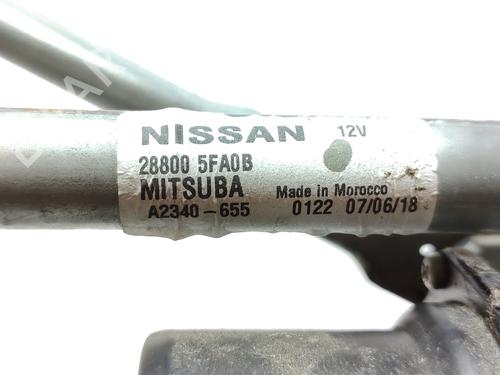 NISSAN 12V
28800 5FA0B
MITSUBA Made in Morocco
A2340-655 0122 07/06/18